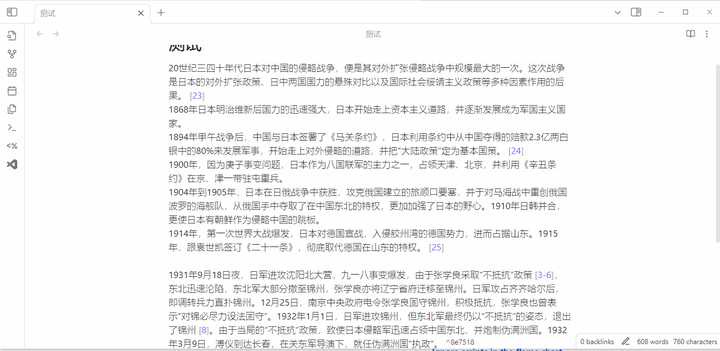 测试
测试
测试
20世纪三四十年代日本对中国的侵略战争，便是其对外扩张侵略战争中规模最大的一次。这次战争
是日本的对外扩张政策、日中两国国力的悬殊对比以及国际社会绥靖主义政策等多种因素作用的后
果。 [23]
1868年日本明治维新后国力的迅速强大，日本开始走上资本主义道路，并逐渐发展成为军国主义国
家。
1894年甲午战争后，中国与日本签署了《马关条约》，日本利用条约中从中国夺得的赔款2.3亿两白
银中的80%来发展军事，开始走上对外侵略的道路，并把“大陆政策”定为基本国策。 [24]
1900年，因为庚子事变问题，日本作为八国联军的主力之一，占领天津、北京，并利用《辛丑条
约》在京、津一带驻屯重兵。
1904年到1905年，日本在日俄战争中获胜，攻克俄国建立的旅顺口要塞，并于对马海战中重创俄国
波罗的海舰队，从俄国手中夺取了在中国东北的特权，更加加强了日本的野心。1910年日韩并合，
更使日本有朝鲜作为侵略中国的跳板。
1914年，第一次世界大战爆发，日本对德国宣战，入侵胶州湾的德国势力，进而占据山东。1915
年，跟袁世凯签订《二十一条》，彻底取代德国在山东的特权。 [25]
1931年9月18日夜，日军进攻沈阳北大营，九一八事变爆发，由于张学良采取“不抵抗”政策 [3-6]，
东北迅速沦陷，东北军大部分撤至锦州，张学良亦将辽宁省府迁移至锦州。日军攻占齐齐哈尔后，
即调转兵力直扑锦州。12月25日，南京中央政府电令张学良固守锦州，积极抵抗，张学良也曾表
示“对锦必尽力设法固守”。1932年1月1日，日军进攻锦州，但东北军最终仍以“不抵抗”的姿态，退出
了锦州 [8]。由于当局的“不抵抗”政策，致使日本侵略军迅速占领中国东北，并炮制伪满洲国。1932
年3月9日，溥仪到达长春，在关东军导演下，就任伪满洲国“执政”。 ^8e7518
0 backlinks 608 words 760 characters